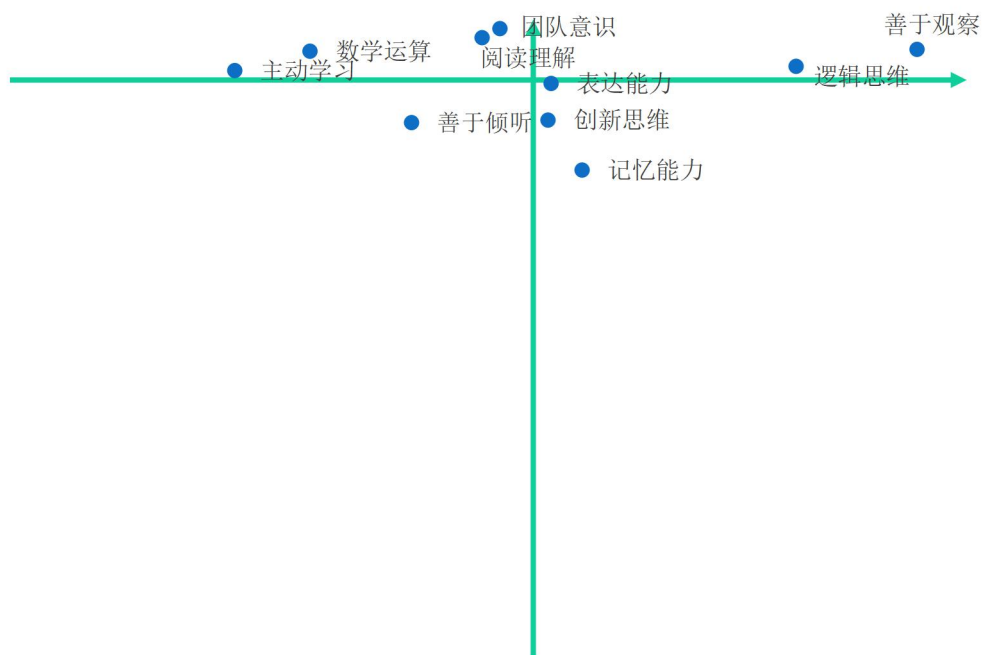 善于观察
团队意识
数学运算
阅读理解
主动学习
逻辑思维
表达能力
善于倾听
创新思维
记忆能力